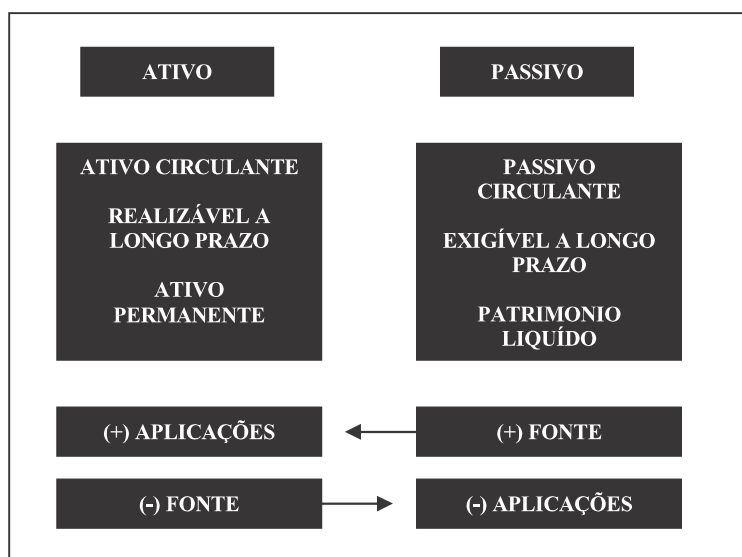 ATIVO
PASSIVO
ATIVO CIRCULANTE
REALIZÁVEL A
LONGO PRAZO
ATIVO
PERMANENTE
PASSIVO
CIRCULANTE
EXIGÍVEL A LONGO
PRAZO
PATRIMONIO
LIQUÍDO
(+) APLICAÇÕES
(+) FONTE
(-) FONTE
(-) APLICAÇÕES